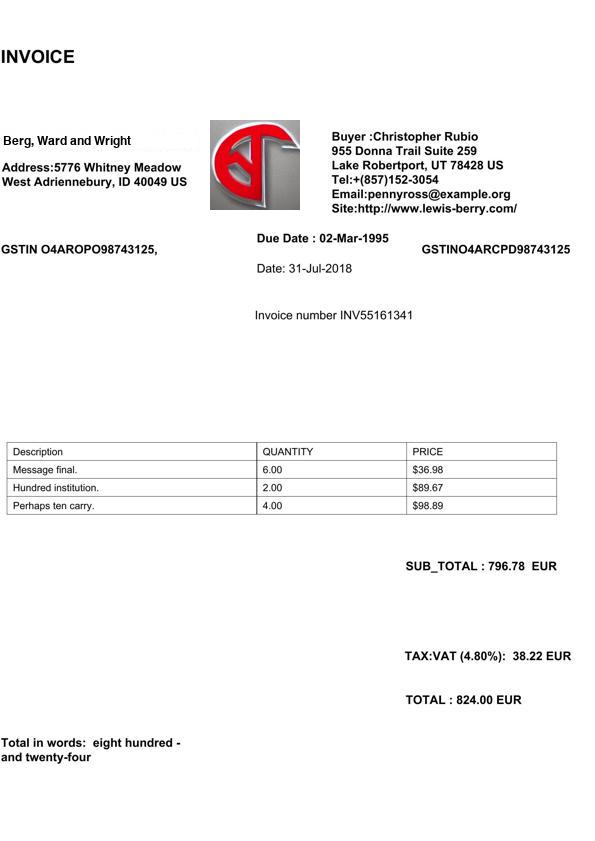 INVOICE
Berg, Ward and Wright
Address:5776 Whitney Meadow
West Adriennebury, ID 40049 US
Buyer :Christopher Rubio
955 Donna Trail Suite 259
Lake Robertport, UT 78428 US
Tel:+(857)152-3054
Email:pennyross@example.org
Site:http://www.lewis-berry.com/
GSTIN O4AROPO98743125,
Due Date : 02-Mar-1995
GSTINO4ARCPD98743125
Date: 31-Jul-2018
Invoice number INV55161341
Description QUANTITY PRICE
Message final. 6.00 $36.98
Hundred institution. 2.00 $89.67
Perhaps ten carry. 4.00 $98.89
SUB_TOTAL : 796.78 EUR
TAX:VAT (4.80%): 38.22 EUR
TOTAL : 824.00 EUR
Total in words: eight hundred -
and twenty-four